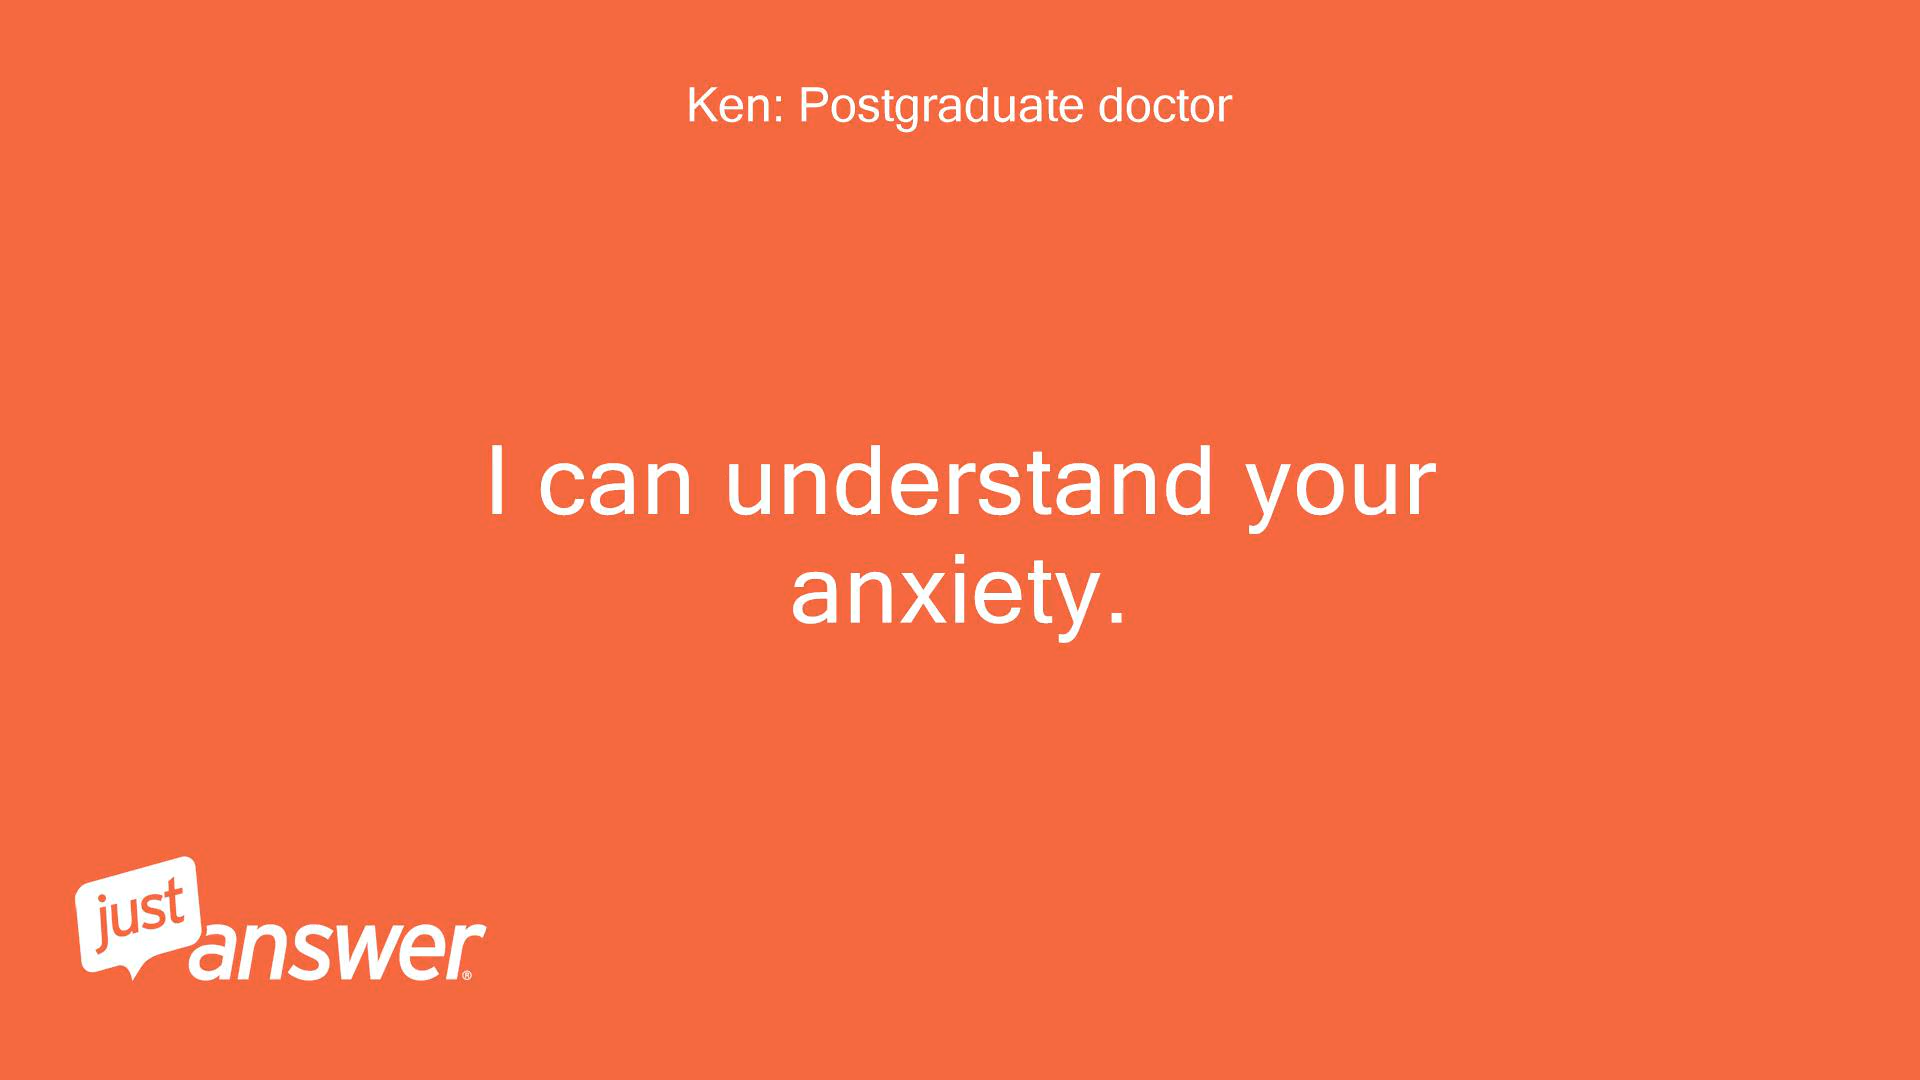 Ken: Postgraduate doctor
I can understand your
anxiety.
just
answer®